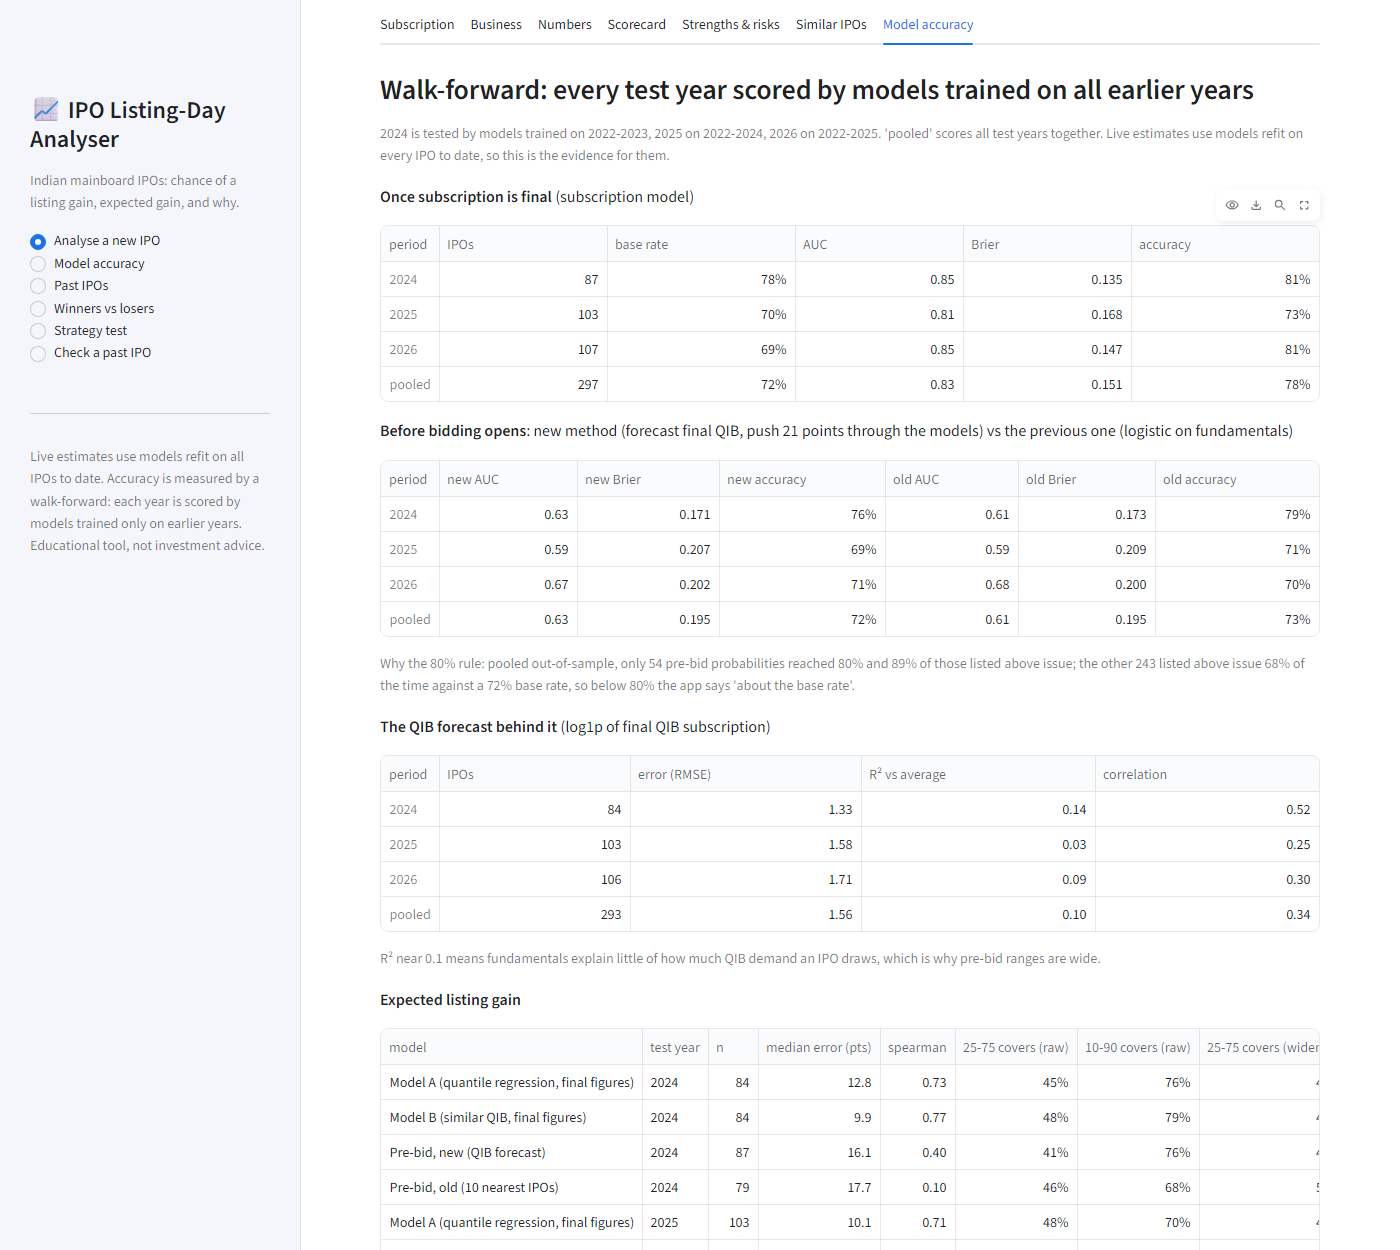 Subscription Business Numbers Scorecard Strengths & risks Similar IPOs Model accuracy
📈 IPO Listing-Day
Analyser
Indian mainboard IPOs: chance of a
listing gain, expected gain, and why.
Analyse a new IPO
Model accuracy
Past IPOs
Winners vs losers
Strategy test
Check a past IPO
Live estimates use models refit on all
IPOs to date. Accuracy is measured by a
walk-forward: each year is scored by
models trained only on earlier years.
Educational tool, not investment advice.
Walk-forward: every test year scored by models trained on all earlier years
2024 is tested by models trained on 2022-2023, 2025 on 2022-2024, 2026 on 2022-2025. 'pooled' scores all test years together. Live estimates use models refit on
every IPO to date, so this is the evidence for them.
Once subscription is final (subscription model)
period IPOs base rate AUC Brier accuracy
2024 87 78% 0.85 0.135 81%
2025 103 70% 0.81 0.168 73%
2026 107 69% 0.85 0.147 81%
pooled 297 72% 0.83 0.151 78%
Before bidding opens: new method (forecast final QIB, push 21 points through the models) vs the previous one (logistic on fundamentals)
period new AUC new Brier new accuracy old AUC old Brier old accuracy
2024 0.63 0.171 76% 0.61 0.173 79%
2025 0.59 0.207 69% 0.59 0.209 71%
2026 0.67 0.202 71% 0.68 0.200 70%
pooled 0.63 0.195 72% 0.61 0.195 73%
Why the 80% rule: pooled out-of-sample, only 54 pre-bid probabilities reached 80% and 89% of those listed above issue; the other 243 listed above issue 68% of
the time against a 72% base rate, so below 80% the app says 'about the base rate'.
The QIB forecast behind it (log1p of final QIB subscription)
period IPOs error (RMSE) R² vs average correlation
2024 84 1.33 0.14 0.52
2025 103 1.58 0.03 0.25
2026 106 1.71 0.09 0.30
pooled 293 1.56 0.10 0.34
R² near 0.1 means fundamentals explain little of how much QIB demand an IPO draws, which is why pre-bid ranges are wide.
Expected listing gain
model test year n median error (pts) spearman 25-75 covers (raw) 10-90 covers (raw) 25-75 covers (wider
Model A (quantile regression, final figures) 2024 84 12.8 0.73 45% 76%
Model B (similar QIB, final figures) 2024 84 9.9 0.77 48% 79%
Pre-bid, new (QIB forecast) 2024 87 16.1 0.40 41% 76%
Pre-bid, old (10 nearest IPOs) 2024 79 17.7 0.10 46% 68%
Model A (quantile regression, final figures) 2025 103 10.1 0.71 48% 70%